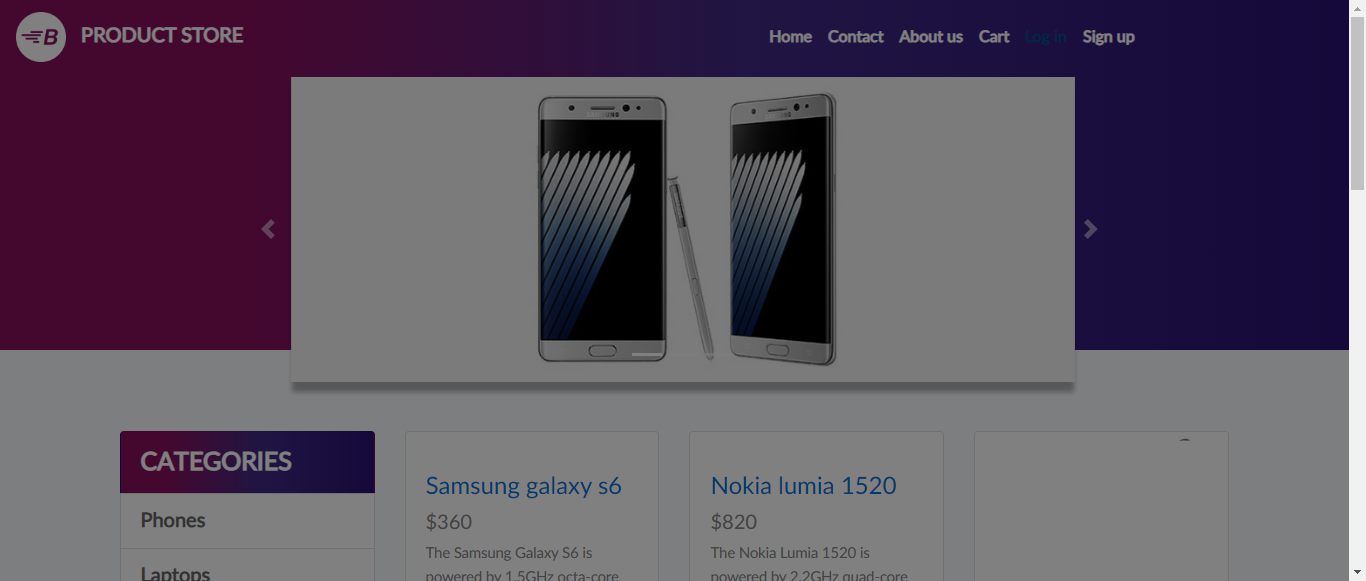 B PRODUCT STORE
Home Contact About us Cart Log in Sign up
SAMSUNG
SAMSUNG
CATEGORIES
Phones
Laptops
Samsung galaxy s6
$360
The Samsung Galaxy S6 is
powered by 1.5GHz octa-core
Nokia lumia 1520
$820
The Nokia Lumia 1520 is
powered by 2.2GHz quad-core